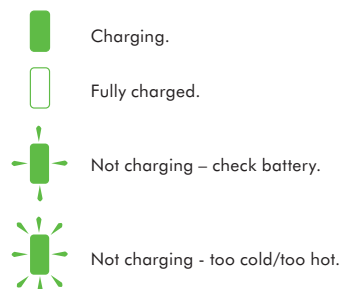 Charging.
Fully charged.
Not charging – check battery.
Not charging - too cold/too hot.